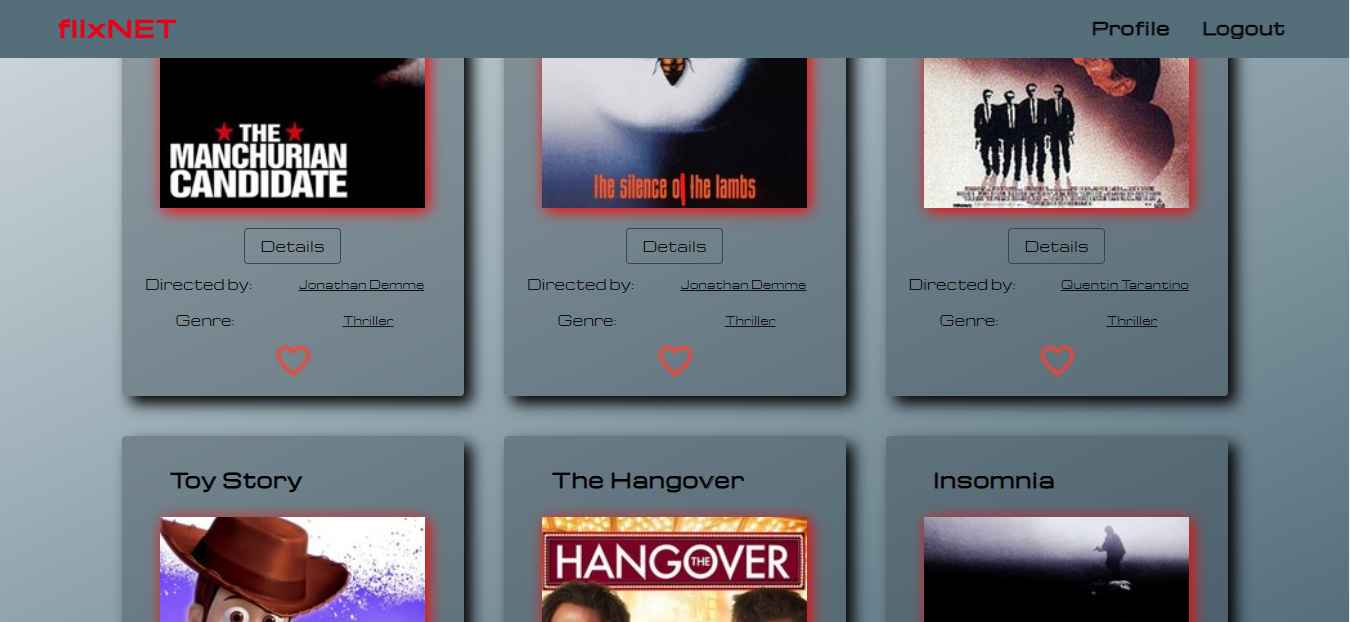 flixNET
Profile Logout
THE
MANCHURIAN
CANDIDATE
the silence of the lambs
Details
Details
Details
Directed by: Jonathan Demme
Directed by: Jonathan Demme
Directed by: Quentin Tarantino
Genre: Thriller
Genre: Thriller
Genre: Thriller
Toy Story
The Hangover
Insomnia
THE HANGOVER